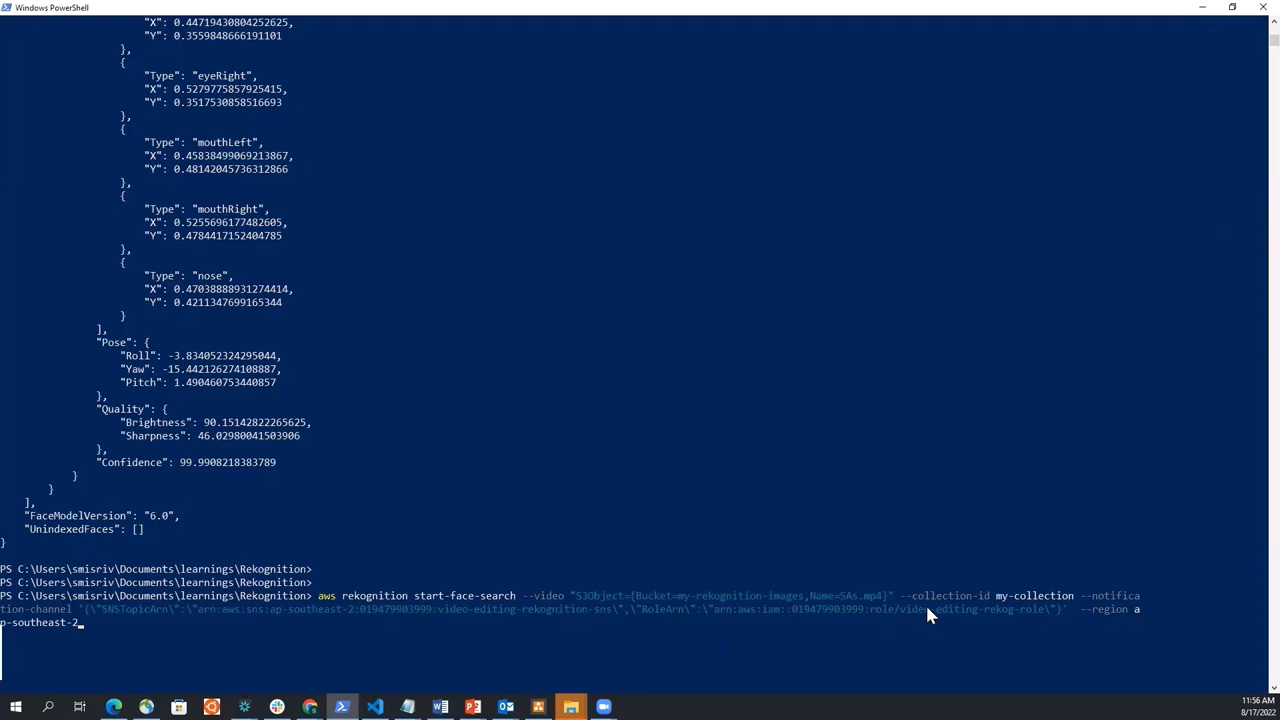 Windows PowerShell
"X": 0.44719430804252625,
"Y": 0.3559848666191101
},
{
"Type": "eyeRight",
"X": 0.5279775857925415,
"Y": 0.3517530858516693
},
{
"Type": "mouthLeft",
"X": 0.45838499069213867,
"Y": 0.48142045736312866
},
{
"Type": "mouthRight",
"X": 0.5255696177482605,
"Y": 0.4784417152404785
},
{
"Type": "nose",
"X": 0.47038888931274414,
"Y": 0.4211347699165344
}
],
"Pose": {
"Roll": -3.834052324295044,
"Yaw": -15.442126274108887,
"Pitch": 1.490460753440857
},
"Quality": {
"Brightness": 90.15142822265625,
"Sharpness": 46.02980041503906
},
"Confidence": 99.9908218383789
}
}
],
"FaceModelVersion": "6.0",
"UnindexedFaces": []
}
PS C:\Users\smisriv\Documents\learnings\Rekognition>
PS C:\Users\smisriv\Documents\learnings\Rekognition>
PS C:\Users\smisriv\Documents\learnings\Rekognition> aws rekognition start-face-search --video "S3Object={Bucket=my-rekognition-images,Name=SAs.mp4}" --collection-id my-collection --notifica
tion-channel '{\"SNSTopicArn\":\"arn:aws:sns:ap-southeast-2:019479903999:video-editing-rekognition-sns\",\"RoleArn\":\"arn:aws:iam::019479903999:role/video-editing-rekog-role\"}' --region a
p-southeast-2
11:56 AM
8/17/2022